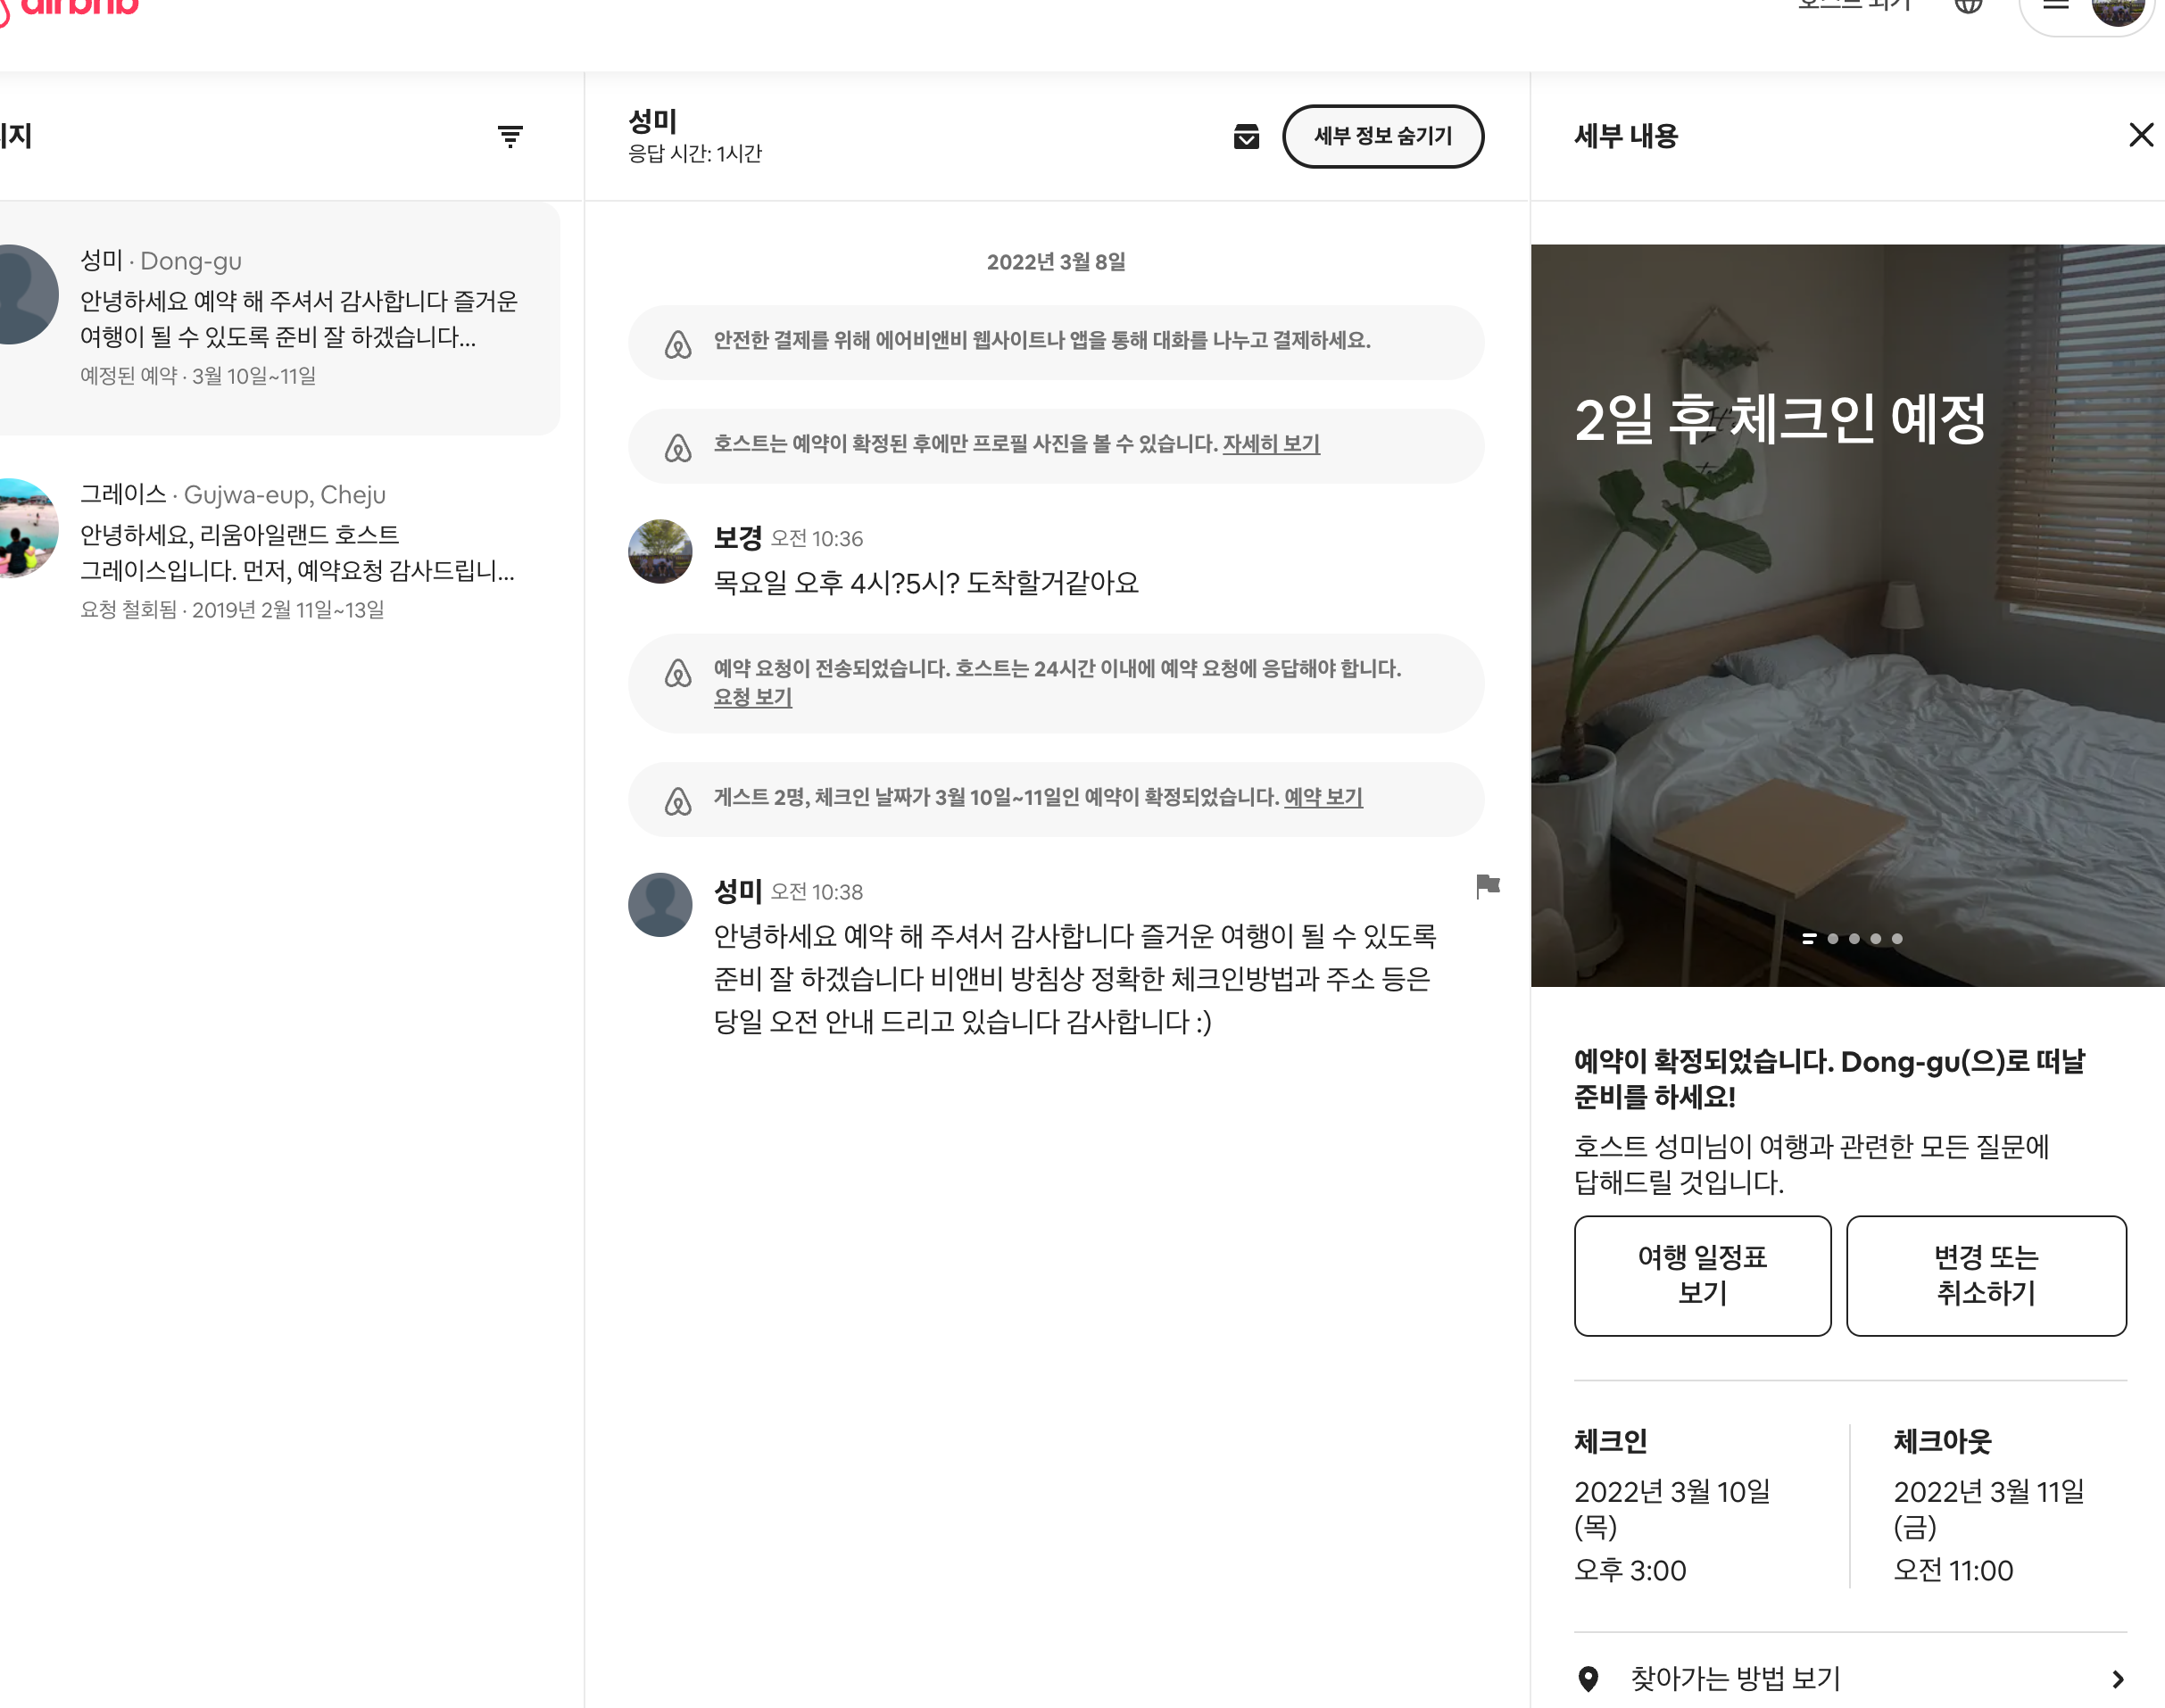 airbnb
호스트 되기
성미
응답 시간: 1시간
세부 정보 숨기기
세부 내용
성미 · Dong-gu
안녕하세요 예약 해 주셔서 감사합니다 즐거운
여행이 될 수 있도록 준비 잘 하겠습니다...
예정된 예약 · 3월 10일~11일
그레이스 · Gujwa-eup, Cheju
안녕하세요, 리움아일랜드 호스트
그레이스입니다. 먼저, 예약요청 감사드립니...
요청 철회됨 · 2019년 2월 11일~13일
2022년 3월 8일
안전한 결제를 위해 에어비앤비 웹사이트나 앱을 통해 대화를 나누고 결제하세요.
호스트는 예약이 확정된 후에만 프로필 사진을 볼 수 있습니다. 자세히 보기
보경 오전 10:36
목요일 오후 4시?5시? 도착할거같아요
예약 요청이 전송되었습니다. 호스트는 24시간 이내에 예약 요청에 응답해야 합니다.
요청 보기
게스트 2명, 체크인 날짜가 3월 10일~11일인 예약이 확정되었습니다. 예약 보기
성미 오전 10:38
안녕하세요 예약 해 주셔서 감사합니다 즐거운 여행이 될 수 있도록
준비 잘 하겠습니다 비앤비 방침상 정확한 체크인방법과 주소 등은
당일 오전 안내 드리고 있습니다 감사합니다 :)
2일 후 체크인 예정
예약이 확정되었습니다. Dong-gu(으)로 떠날
준비를 하세요!
호스트 성미님이 여행과 관련한 모든 질문에
답해드릴 것입니다.
여행 일정표
보기
변경 또는
취소하기
체크인
2022년 3월 10일
(목)
오후 3:00
체크아웃
2022년 3월 11일
(금)
오전 11:00
찾아가는 방법 보기